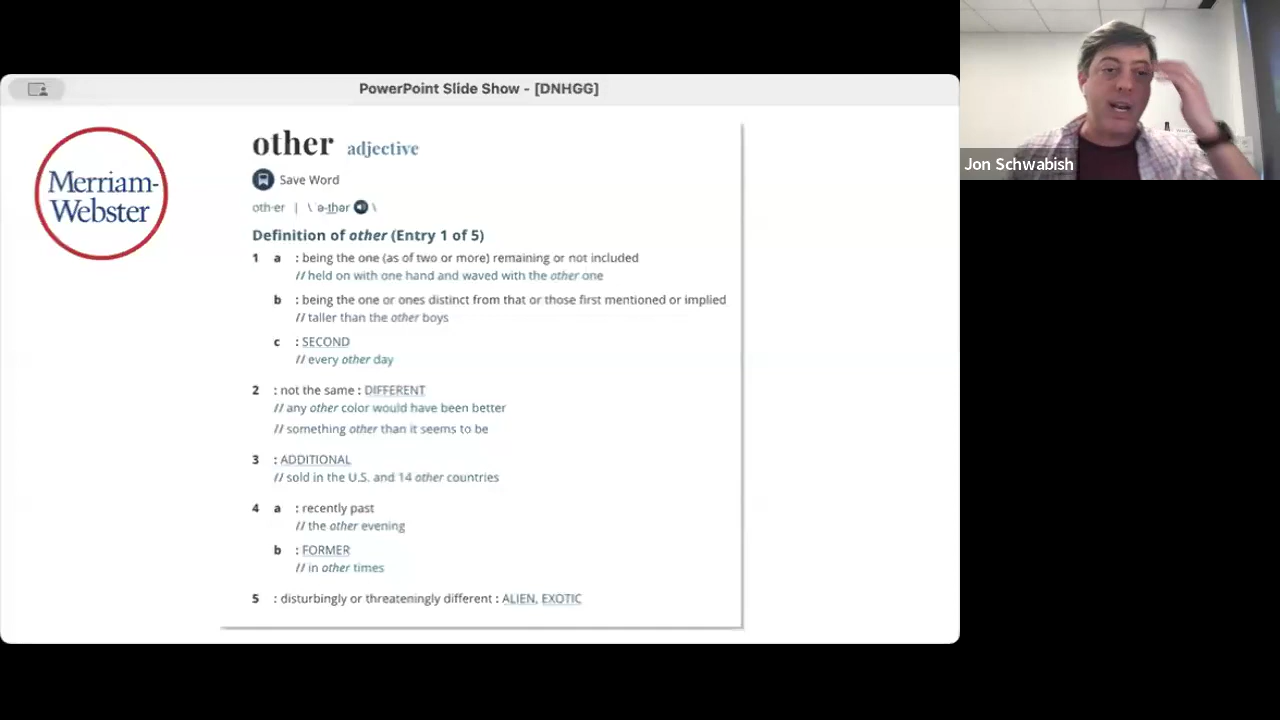 PowerPoint Slide Show - [DNHGG]
Merriam-
Webster
other adjective
Save Word
oth·er | \ ˈə-t͟hər \
Definition of other (Entry 1 of 5)
1 a : being the one (as of two or more) remaining or not included
// held on with one hand and waved with the other one
b : being the one or ones distinct from that or those first mentioned or implied
// taller than the other boys
c : SECOND
// every other day
2 : not the same : DIFFERENT
// any other color would have been better
// something other than it seems to be
3 : ADDITIONAL
// sold in the U.S. and 14 other countries
4 a : recently past
// the other evening
b : FORMER
// in other times
5 : disturbingly or threateningly different : ALIEN, EXOTIC
Jon Schwabish